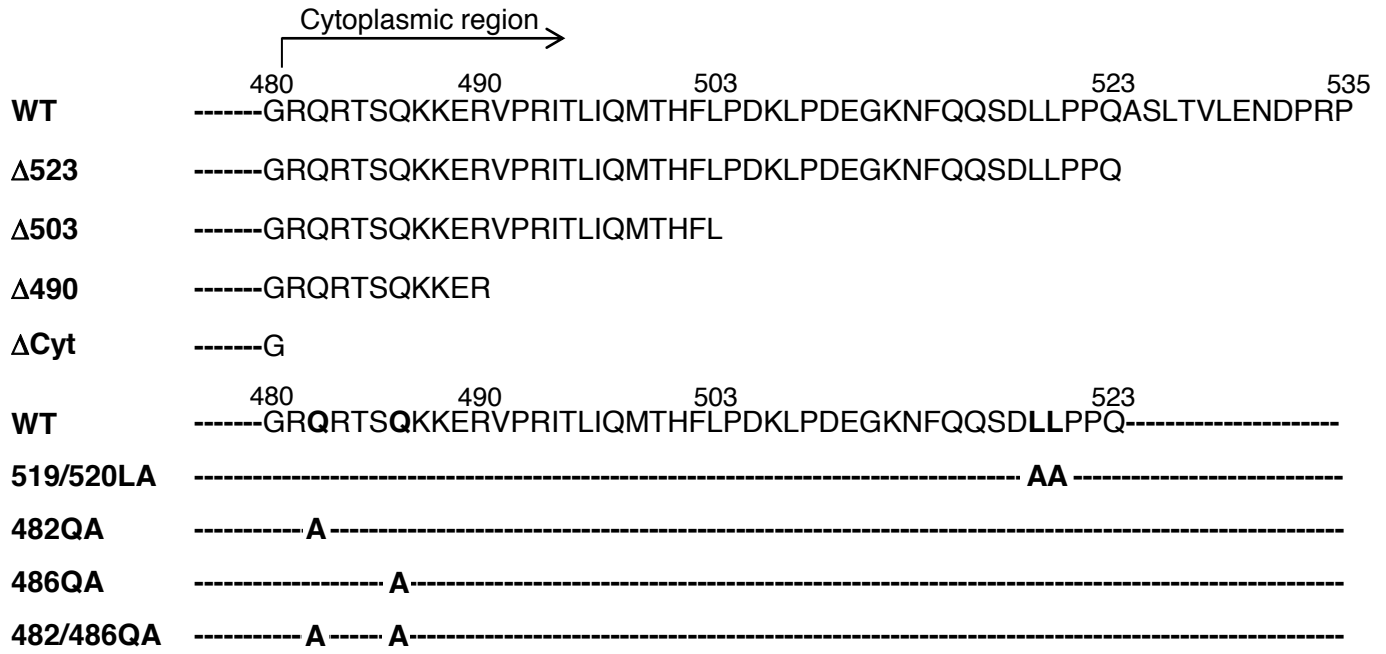 Cytoplasmic region
480 490 503 523 535
WT -------GRQRTSQKKERVPRITLIQMTHFLPDKLPDEGKNFQQSDLLPPQASLTVLENDPRP
Δ523 -------GRQRTSQKKERVPRITLIQMTHFLPDKLPDEGKNFQQSDLLPPQ
Δ503 -------GRQRTSQKKERVPRITLIQMTHFL
Δ490 -------GRQRTSQKKER
ΔCyt -------G
480 490 503 523
WT -------GRQRTSQKKERVPRITLIQMTHFLPDKLPDEGKNFQQSDLLPPQ----------------------
519/520LA ----------------------------------------------------AA----------------------------
482QA -----------A--------------------------------------------------------------------
486QA -------------------A------------------------------------------------------------
482/486QA -----------A------A------------------------------------------------------------